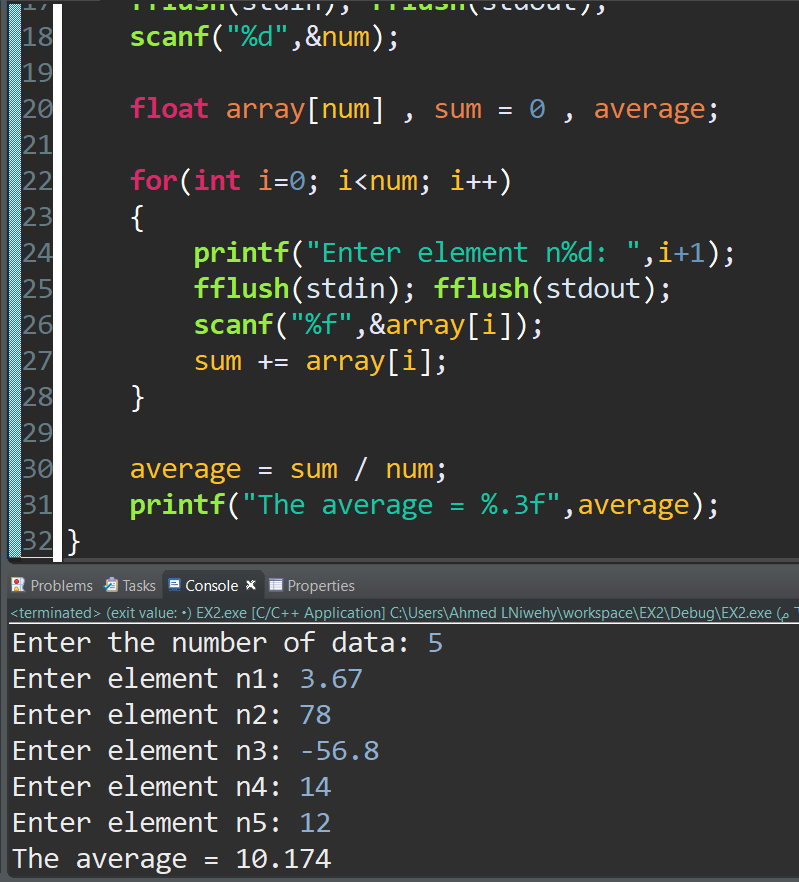 17 fflush(stdin); fflush(stdout);
18 scanf("%d",&num);
19
20 float array[num] , sum = 0 , average;
21
22 for(int i=0; i<num; i++)
23 {
24 printf("Enter element n%d: ",i+1);
25 fflush(stdin); fflush(stdout);
26 scanf("%f",&array[i]);
27 sum += array[i];
28 }
29
30 average = sum / num;
31 printf("The average = %.3f",average);
32 }
Problems Tasks Console Properties
<terminated> (exit value: •) EX2.exe [C/C++ Application] C:\Users\Ahmed LNiwehy\workspace\EX2\Debug\EX2.exe (م
Enter the number of data: 5
Enter element n1: 3.67
Enter element n2: 78
Enter element n3: -56.8
Enter element n4: 14
Enter element n5: 12
The average = 10.174